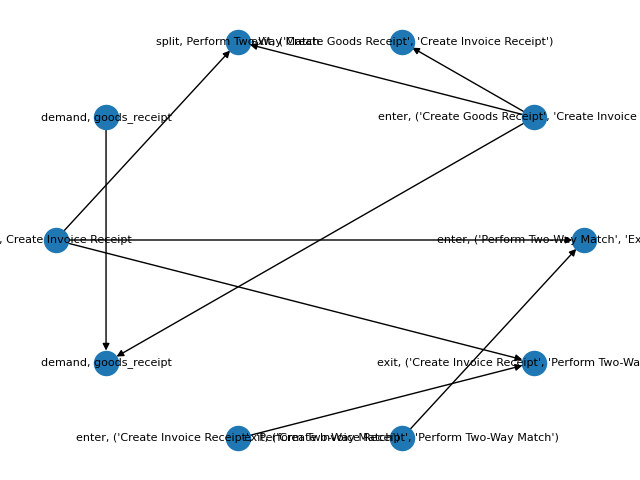 split, Perform Two-Way Match
exit, ('Create Goods Receipt', 'Create Invoice Receipt')
demand, goods_receipt
enter, ('Create Goods Receipt', 'Create Invoice
, Create Invoice Receipt
enter, ('Perform Two-Way Match', 'Ex
demand, goods_receipt
exit, ('Create Invoice Receipt', 'Perform Two-Wa
enter, ('Create Invoice Receipt', 'Perform Two-Way Match')
exit, ('Create Invoice Receipt', 'Perform Two-Way Match')